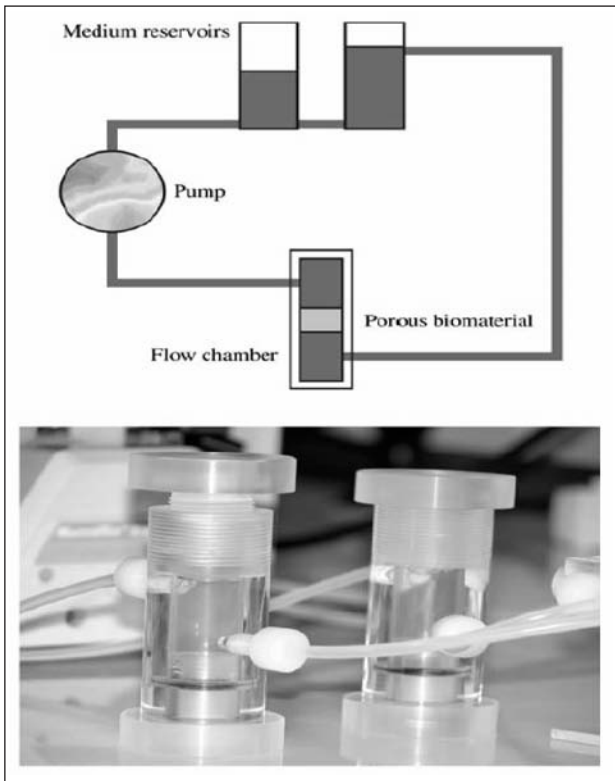 Medium reservoirs
Pump
Porous biomaterial
Flow chamber